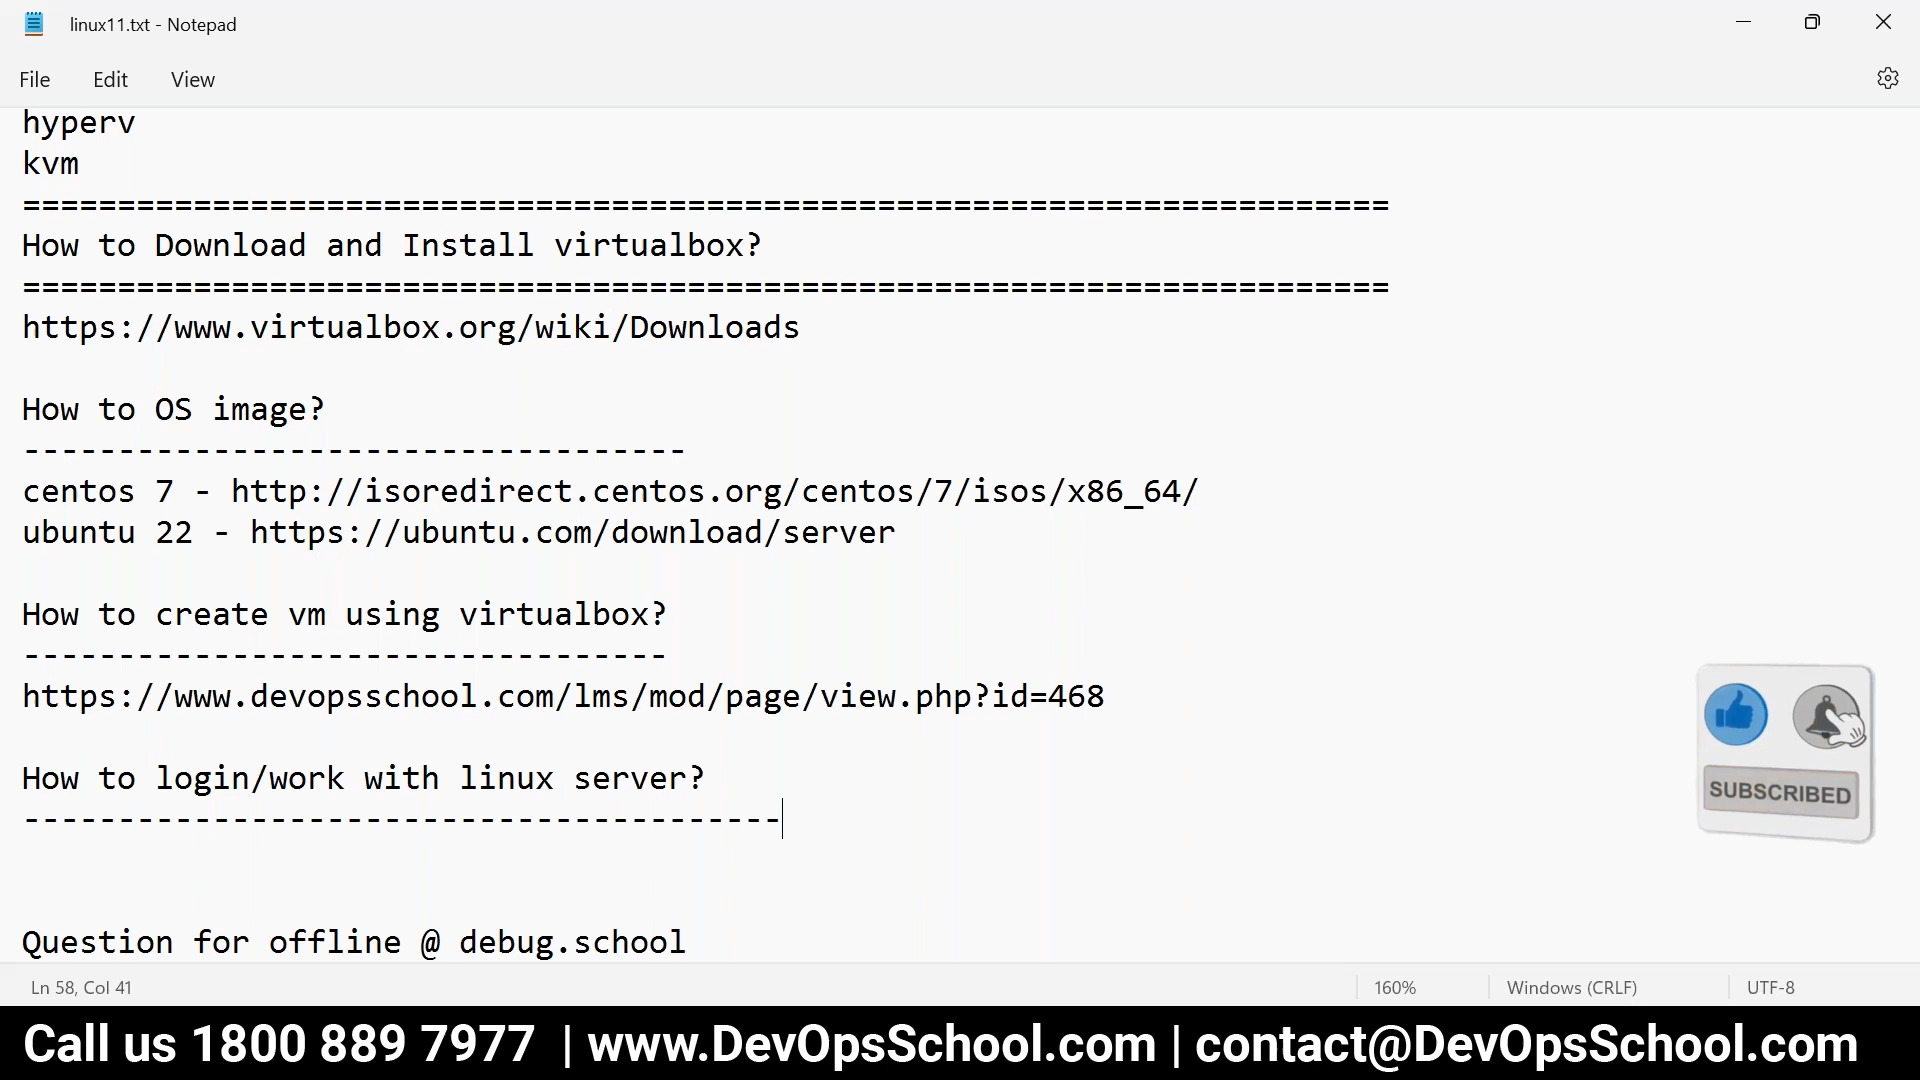 linux11.txt - Notepad
File Edit View
hyperv
kvm
========================================================================
How to Download and Install virtualbox?
========================================================================
https://www.virtualbox.org/wiki/Downloads
How to OS image?
-----------------------------------
centos 7 - http://isoredirect.centos.org/centos/7/isos/x86_64/
ubuntu 22 - https://ubuntu.com/download/server
How to create vm using virtualbox?
----------------------------------
https://www.devopsschool.com/lms/mod/page/view.php?id=468
How to login/work with linux server?
----------------------------------------
SUBSCRIBED
Question for offline @ debug.school
Ln 58, Col 41 160% Windows (CRLF) UTF-8
Call us 1800 889 7977 | www.DevOpsSchool.com | contact@DevOpsSchool.com